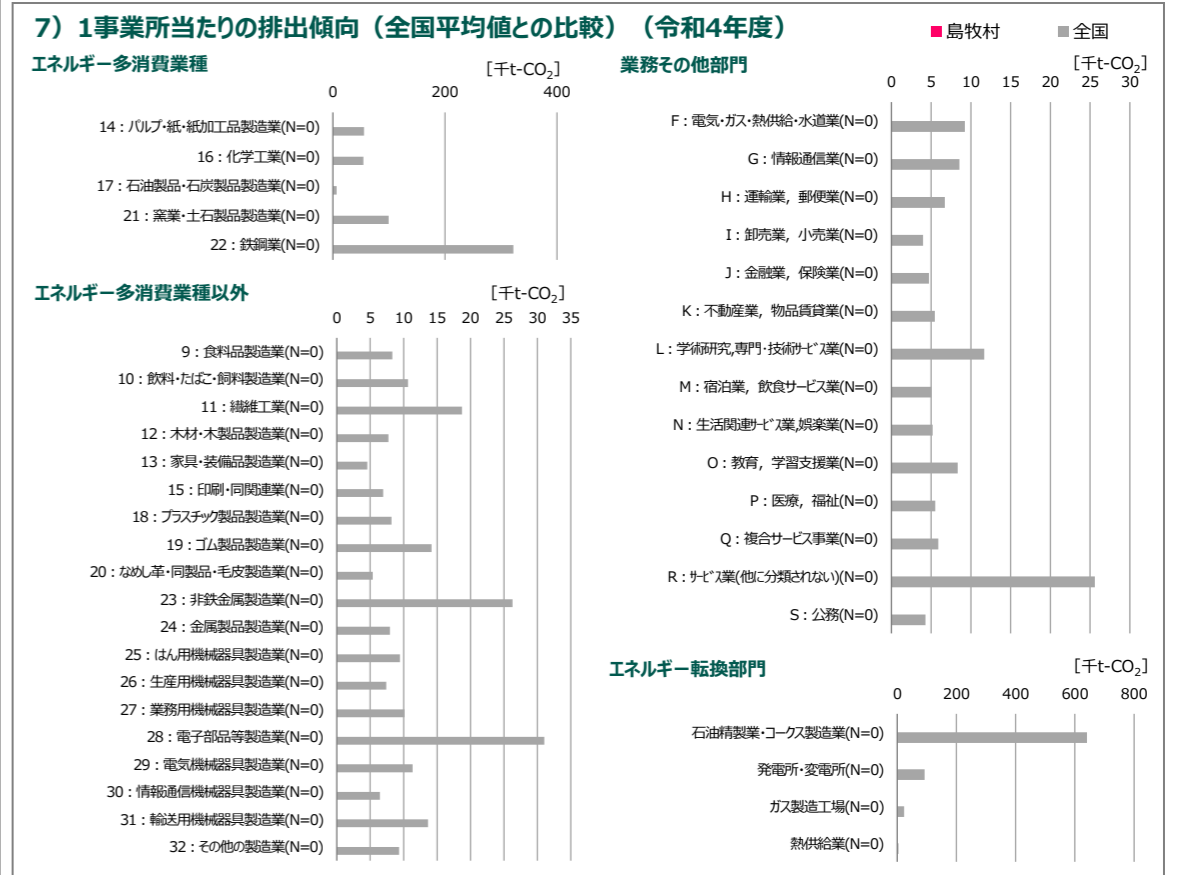 7）1事業所当たりの排出傾向（全国平均値との比較）（令和4年度）
島牧村 全国
エネルギー多消費業種
[千t-CO₂]
0 200 400
14：パルプ・紙・紙加工品製造業(N=0)
16：化学工業(N=0)
17：石油製品・石炭製品製造業(N=0)
21：窯業・土石製品製造業(N=0)
22：鉄鋼業(N=0)
エネルギー多消費業種以外
[千t-CO₂]
0 5 10 15 20 25 30 35
9：食料品製造業(N=0)
10：飲料・たばこ・飼料製造業(N=0)
11：繊維工業(N=0)
12：木材・木製品製造業(N=0)
13：家具・装備品製造業(N=0)
15：印刷・同関連業(N=0)
18：プラスチック製品製造業(N=0)
19：ゴム製品製造業(N=0)
20：なめし革・同製品・毛皮製造業(N=0)
23：非鉄金属製造業(N=0)
24：金属製品製造業(N=0)
25：はん用機械器具製造業(N=0)
26：生産用機械器具製造業(N=0)
27：業務用機械器具製造業(N=0)
28：電子部品等製造業(N=0)
29：電気機械器具製造業(N=0)
30：情報通信機械器具製造業(N=0)
31：輸送用機械器具製造業(N=0)
32：その他の製造業(N=0)
業務その他部門
[千t-CO₂]
0 5 10 15 20 25 30
F：電気・ガス・熱供給・水道業(N=0)
G：情報通信業(N=0)
H：運輸業，郵便業(N=0)
I：卸売業，小売業(N=0)
J：金融業，保険業(N=0)
K：不動産業，物品賃貸業(N=0)
L：学術研究,専門・技術ｻｰﾋﾞｽ業(N=0)
M：宿泊業，飲食サービス業(N=0)
N：生活関連ｻｰﾋﾞｽ業,娯楽業(N=0)
O：教育，学習支援業(N=0)
P：医療，福祉(N=0)
Q：複合サービス事業(N=0)
R：ｻｰﾋﾞｽ業(他に分類されない)(N=0)
S：公務(N=0)
エネルギー転換部門
[千t-CO₂]
0 200 400 600 800
石油精製業・コークス製造業(N=0)
発電所・変電所(N=0)
ガス製造工場(N=0)
熱供給業(N=0)